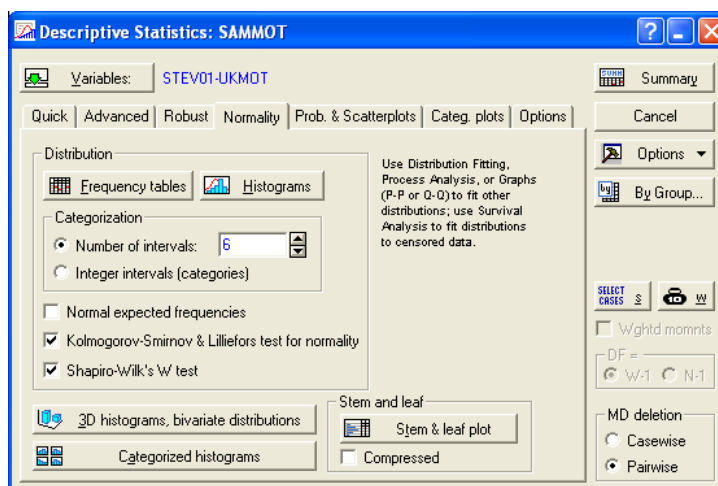 Descriptive Statistics: SAMMOT
Variables: STEV01-UKMOT
Summary
Quick Advanced Robust Normality Prob. & Scatterplots Categ. plots Options
Cancel
Options
By Group...
Distribution
Frequency tables Histograms
Categorization
Number of intervals: 6
Integer intervals (categories)
Normal expected frequencies
Kolmogorov-Smirnov & Lilliefors test for normality
Shapiro-Wilk's W test
Use Distribution Fitting,
Process Analysis, or Graphs
(P-P or Q-Q) to fit other
distributions; use Survival
Analysis to fit distributions
to censored data.
SELECT
CASES S W
Wghtd momnts
DF =
W-1 N-1
3D histograms, bivariate distributions
Categorized histograms
Stem and leaf
Stem & leaf plot
Compressed
MD deletion
Casewise
Pairwise